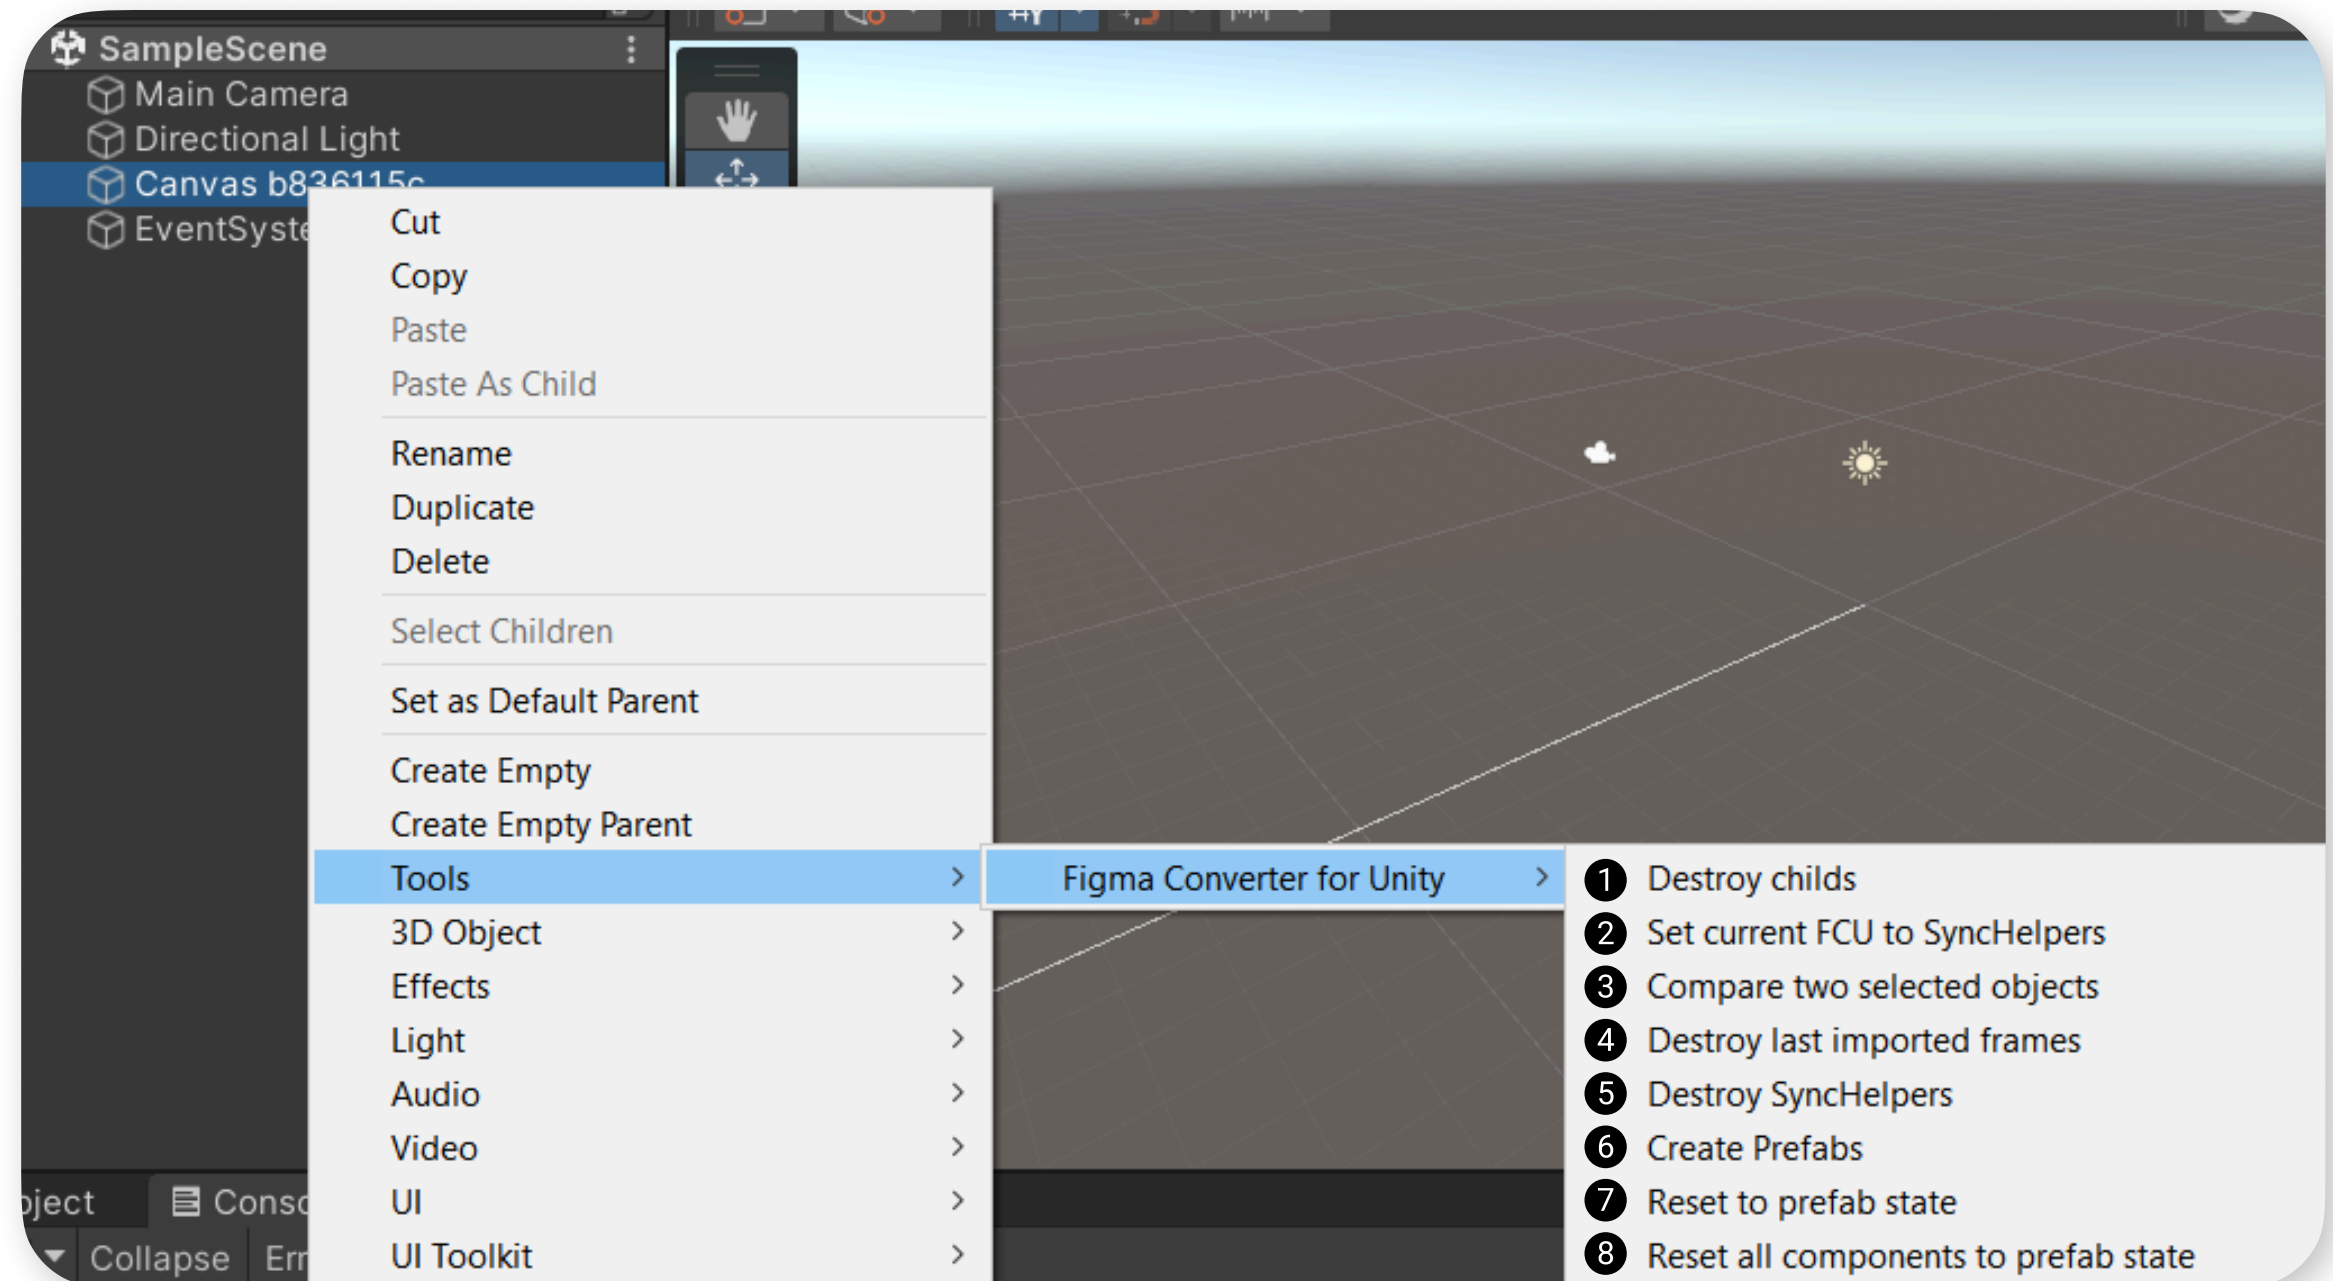 SampleScene
Main Camera
Directional Light
Canvas b836115c
Cut
Copy
Paste
Paste As Child
Rename
Duplicate
Delete
Select Children
Set as Default Parent
Create Empty
Create Empty Parent
Tools
3D Object
Effects
Light
Audio
Video
UI
UI Toolkit
Figma Converter for Unity
1 Destroy childs
2 Set current FCU to SyncHelpers
3 Compare two selected objects
4 Destroy last imported frames
5 Destroy SyncHelpers
6 Create Prefabs
7 Reset to prefab state
8 Reset all components to prefab state
Collapse